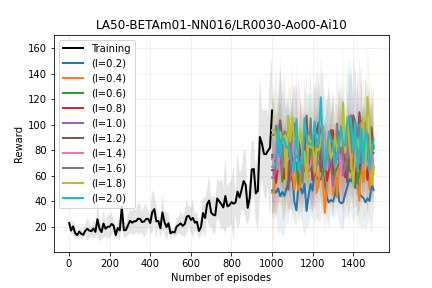 LA50-BETAm01-NN016/LR0030-Ao00-Ai10
Reward
160
140
120
100
80
60
40
20
Training
(l=0.2)
(l=0.4)
(l=0.6)
(l=0.8)
(l=1.0)
(l=1.2)
(l=1.4)
(l=1.6)
(l=1.8)
(l=2.0)
0 200 400 600 800 1000 1200 1400
Number of episodes